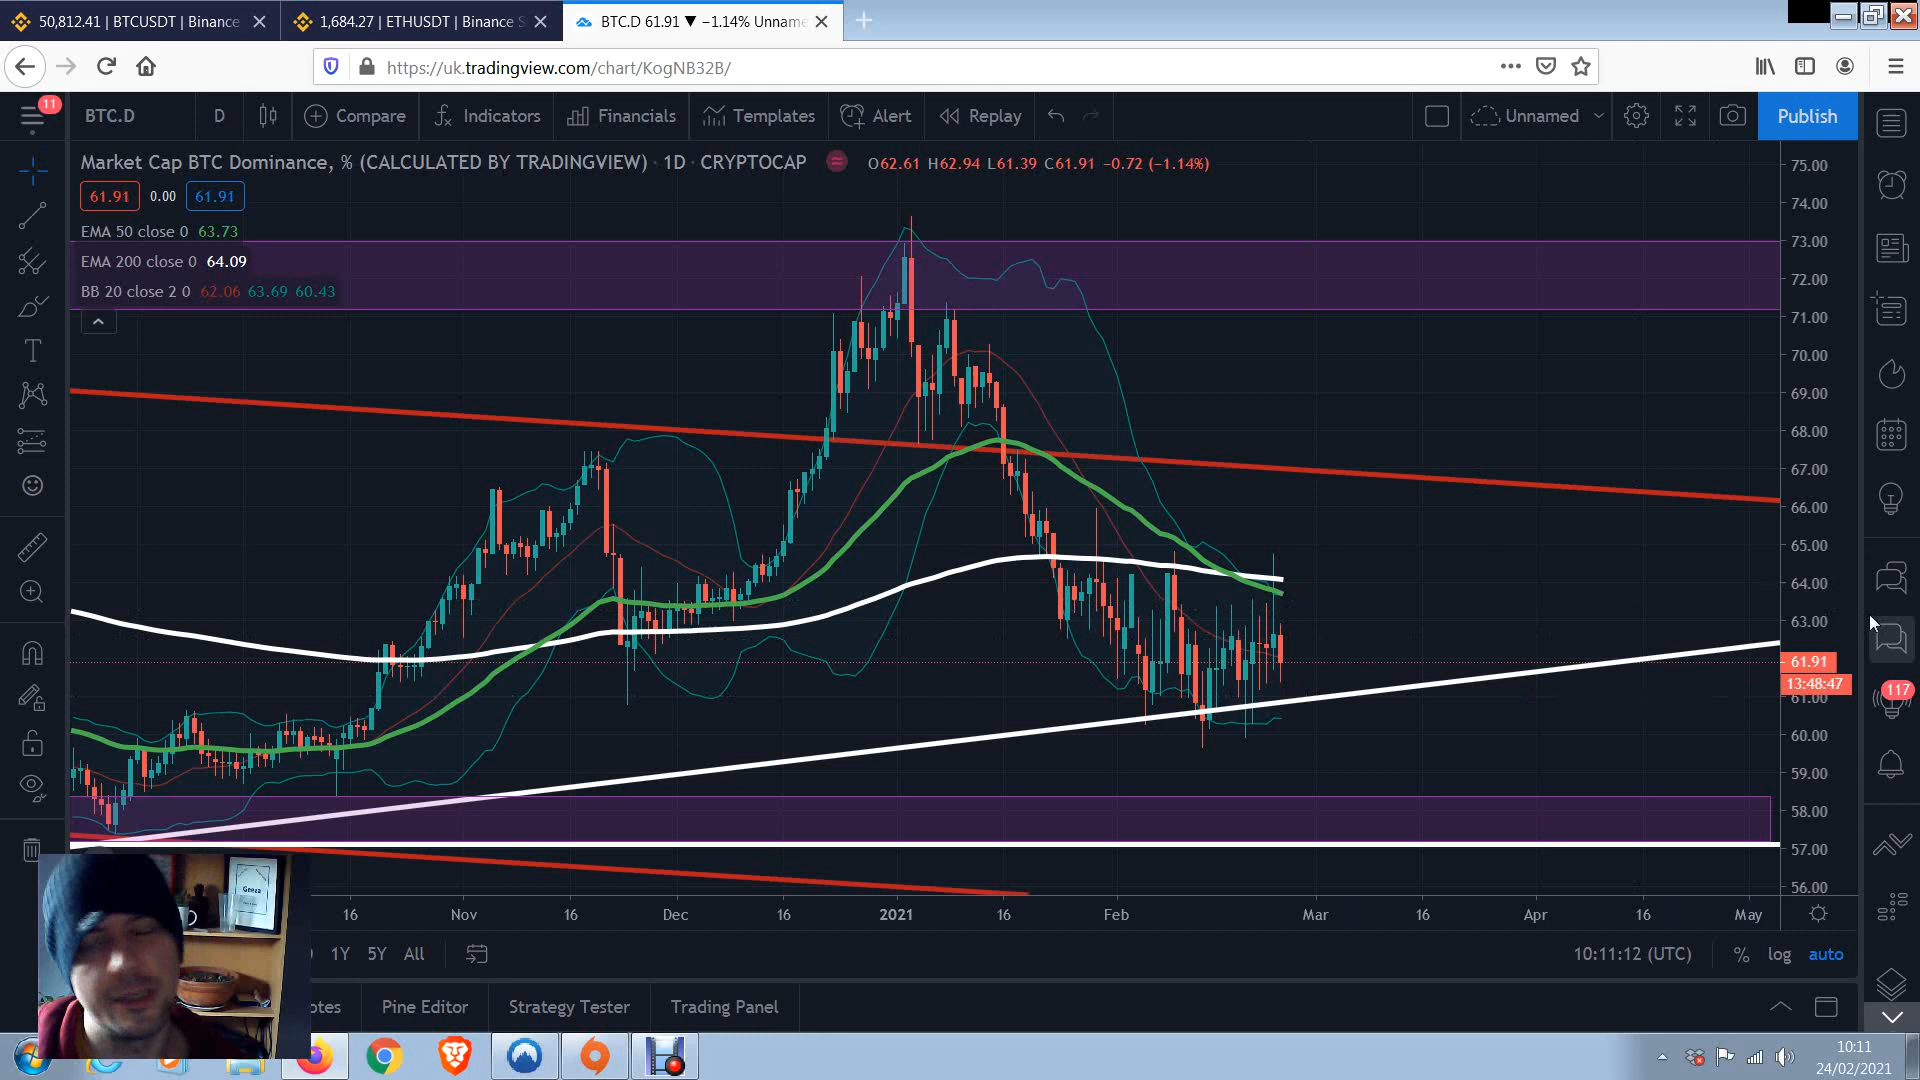 50,812.41 | BTCUSDT | Binance
1,684.27 | ETHUSDT | Binance S
BTC.D 61.91 ▼ −1.14% Unname
https://uk.tradingview.com/chart/KogNB32B/
11
BTC.D
D
Compare
Indicators
Financials
Templates
Alert
Replay
Unnamed
Publish
Market Cap BTC Dominance, % (CALCULATED BY TRADINGVIEW) · 1D · CRYPTOCAP
O62.61 H62.94 L61.39 C61.91 −0.72 (−1.14%)
61.91 0.00 61.91
EMA 50 close 0 63.73
EMA 200 close 0 64.09
BB 20 close 2 0 62.06 63.69 60.43
75.00
74.00
73.00
72.00
71.00
70.00
69.00
68.00
67.00
66.00
65.00
64.00
63.00
61.91
13:48:47
61.00
60.00
59.00
58.00
57.00
56.00
117
16 Nov 16 Dec 16 2021 16 Feb Mar 16 Apr 16 May
1Y 5Y All
10:11:12 (UTC)
% log auto
otes
Pine Editor
Strategy Tester
Trading Panel
Geeza
10:11
24/02/2021